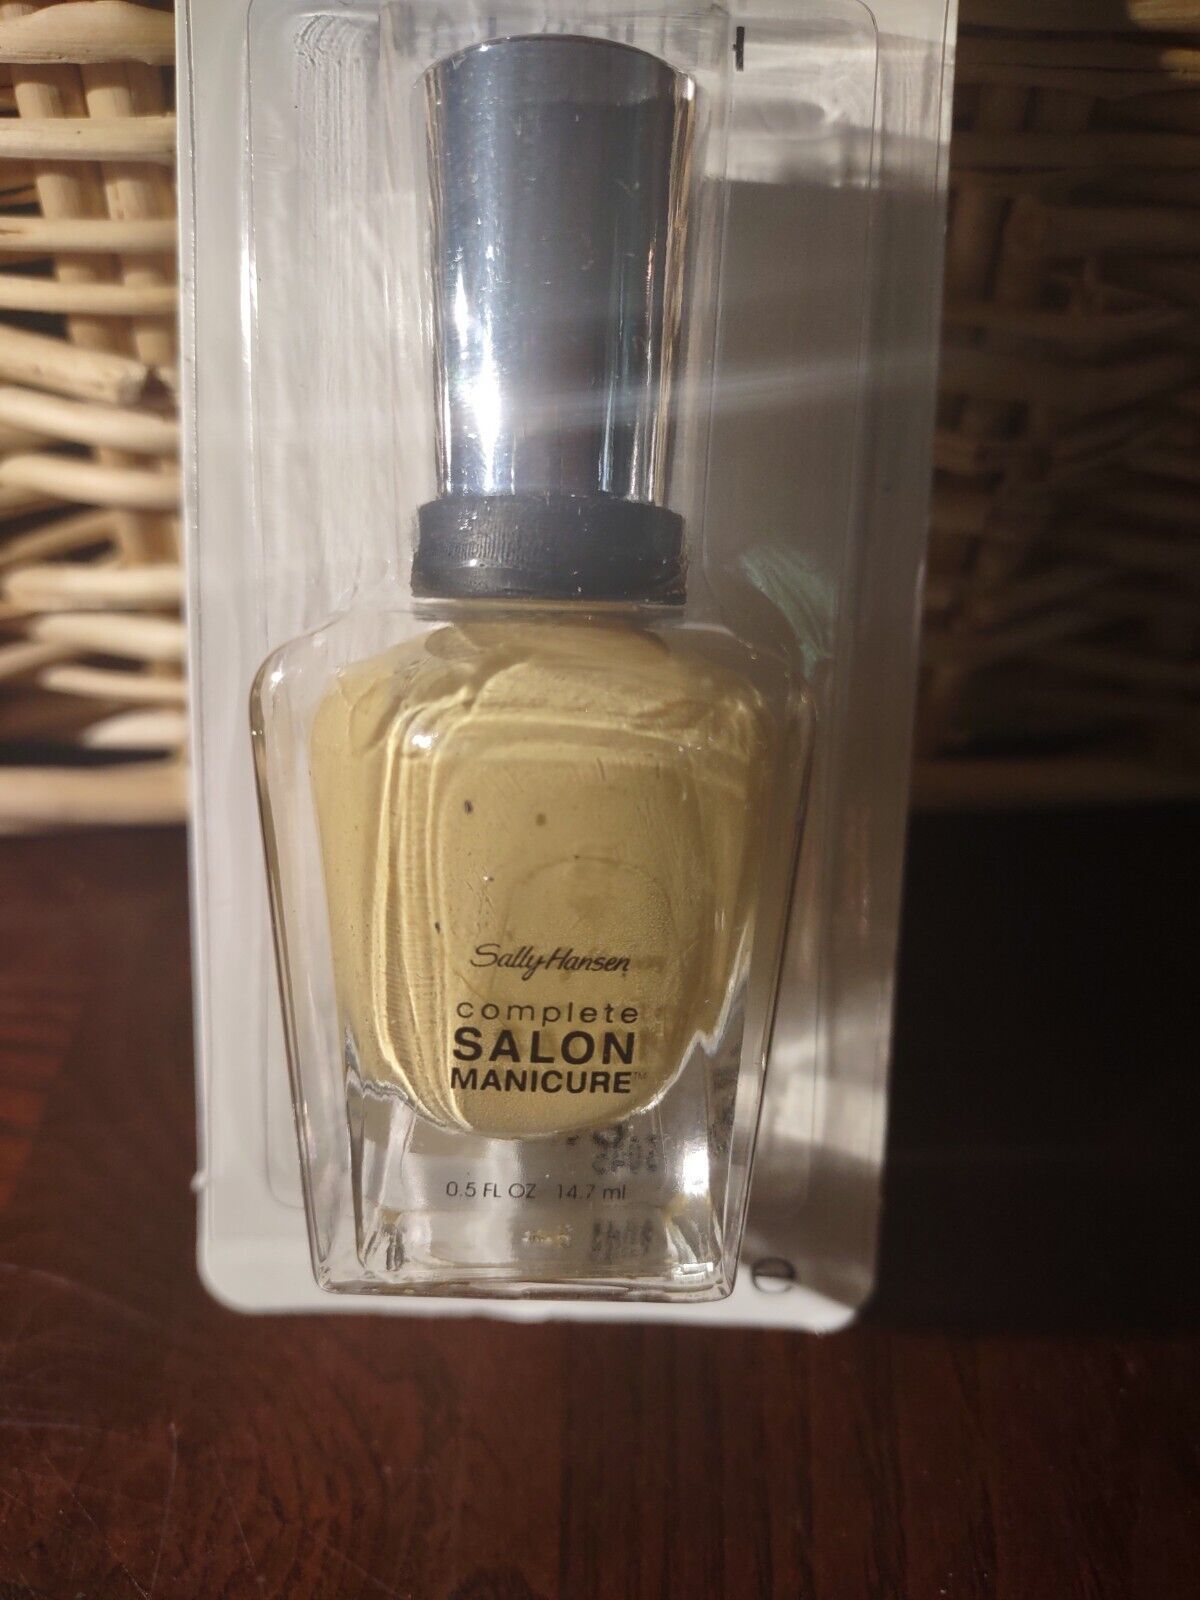 Sally Hansen
complete
SALON
MANICURE™
0.5 FL OZ 14.7 ml